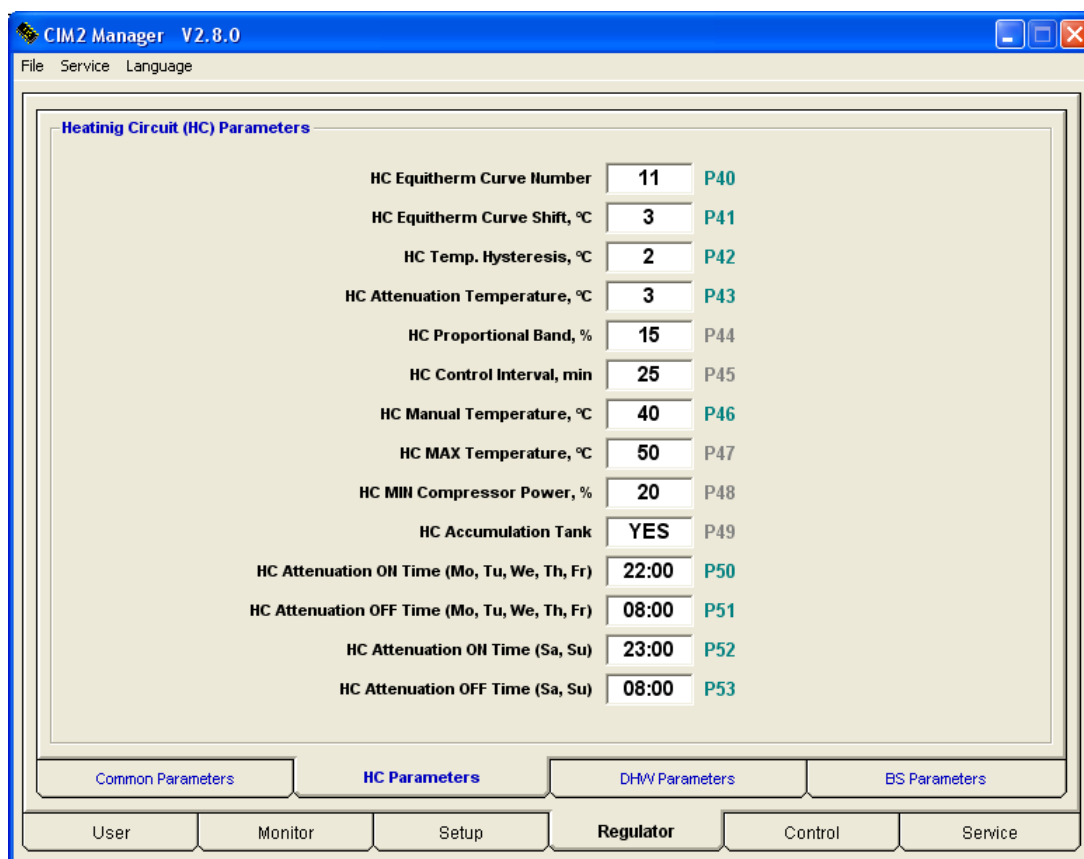 CIM2 Manager V2.8.0
File Service Language
Heatinig Circuit (HC) Parameters
HC Equitherm Curve Number 11 P40
HC Equitherm Curve Shift, ºC 3 P41
HC Temp. Hysteresis, ºC 2 P42
HC Attenuation Temperature, ºC 3 P43
HC Proportional Band, % 15 P44
HC Control Interval, min 25 P45
HC Manual Temperature, ºC 40 P46
HC MAX Temperature, ºC 50 P47
HC MIN Compressor Power, % 20 P48
HC Accumulation Tank YES P49
HC Attenuation ON Time (Mo, Tu, We, Th, Fr) 22:00 P50
HC Attenuation OFF Time (Mo, Tu, We, Th, Fr) 08:00 P51
HC Attenuation ON Time (Sa, Su) 23:00 P52
HC Attenuation OFF Time (Sa, Su) 08:00 P53
Common Parameters HC Parameters DHW Parameters BS Parameters
User Monitor Setup Regulator Control Service